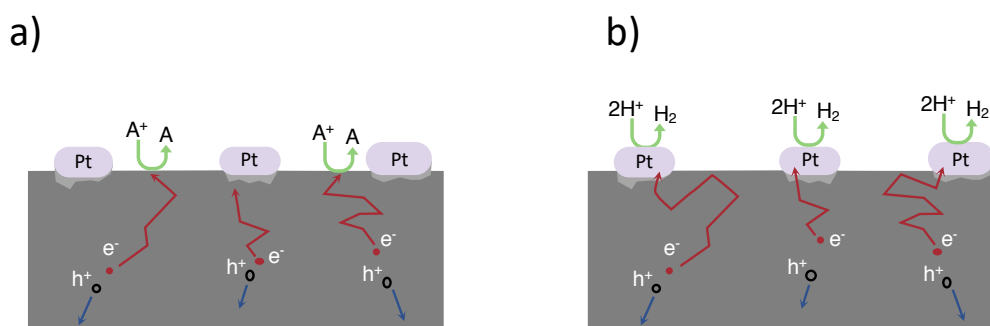 a)
A⁺ A
A⁺ A
Pt
Pt
Pt
e⁻
h⁺
h⁺
e⁻
e⁻
h⁺
b)
2H⁺ H₂
2H⁺ H₂
2H⁺ H₂
Pt
Pt
Pt
e⁻
h⁺
e⁻
h⁺
e⁻
h⁺